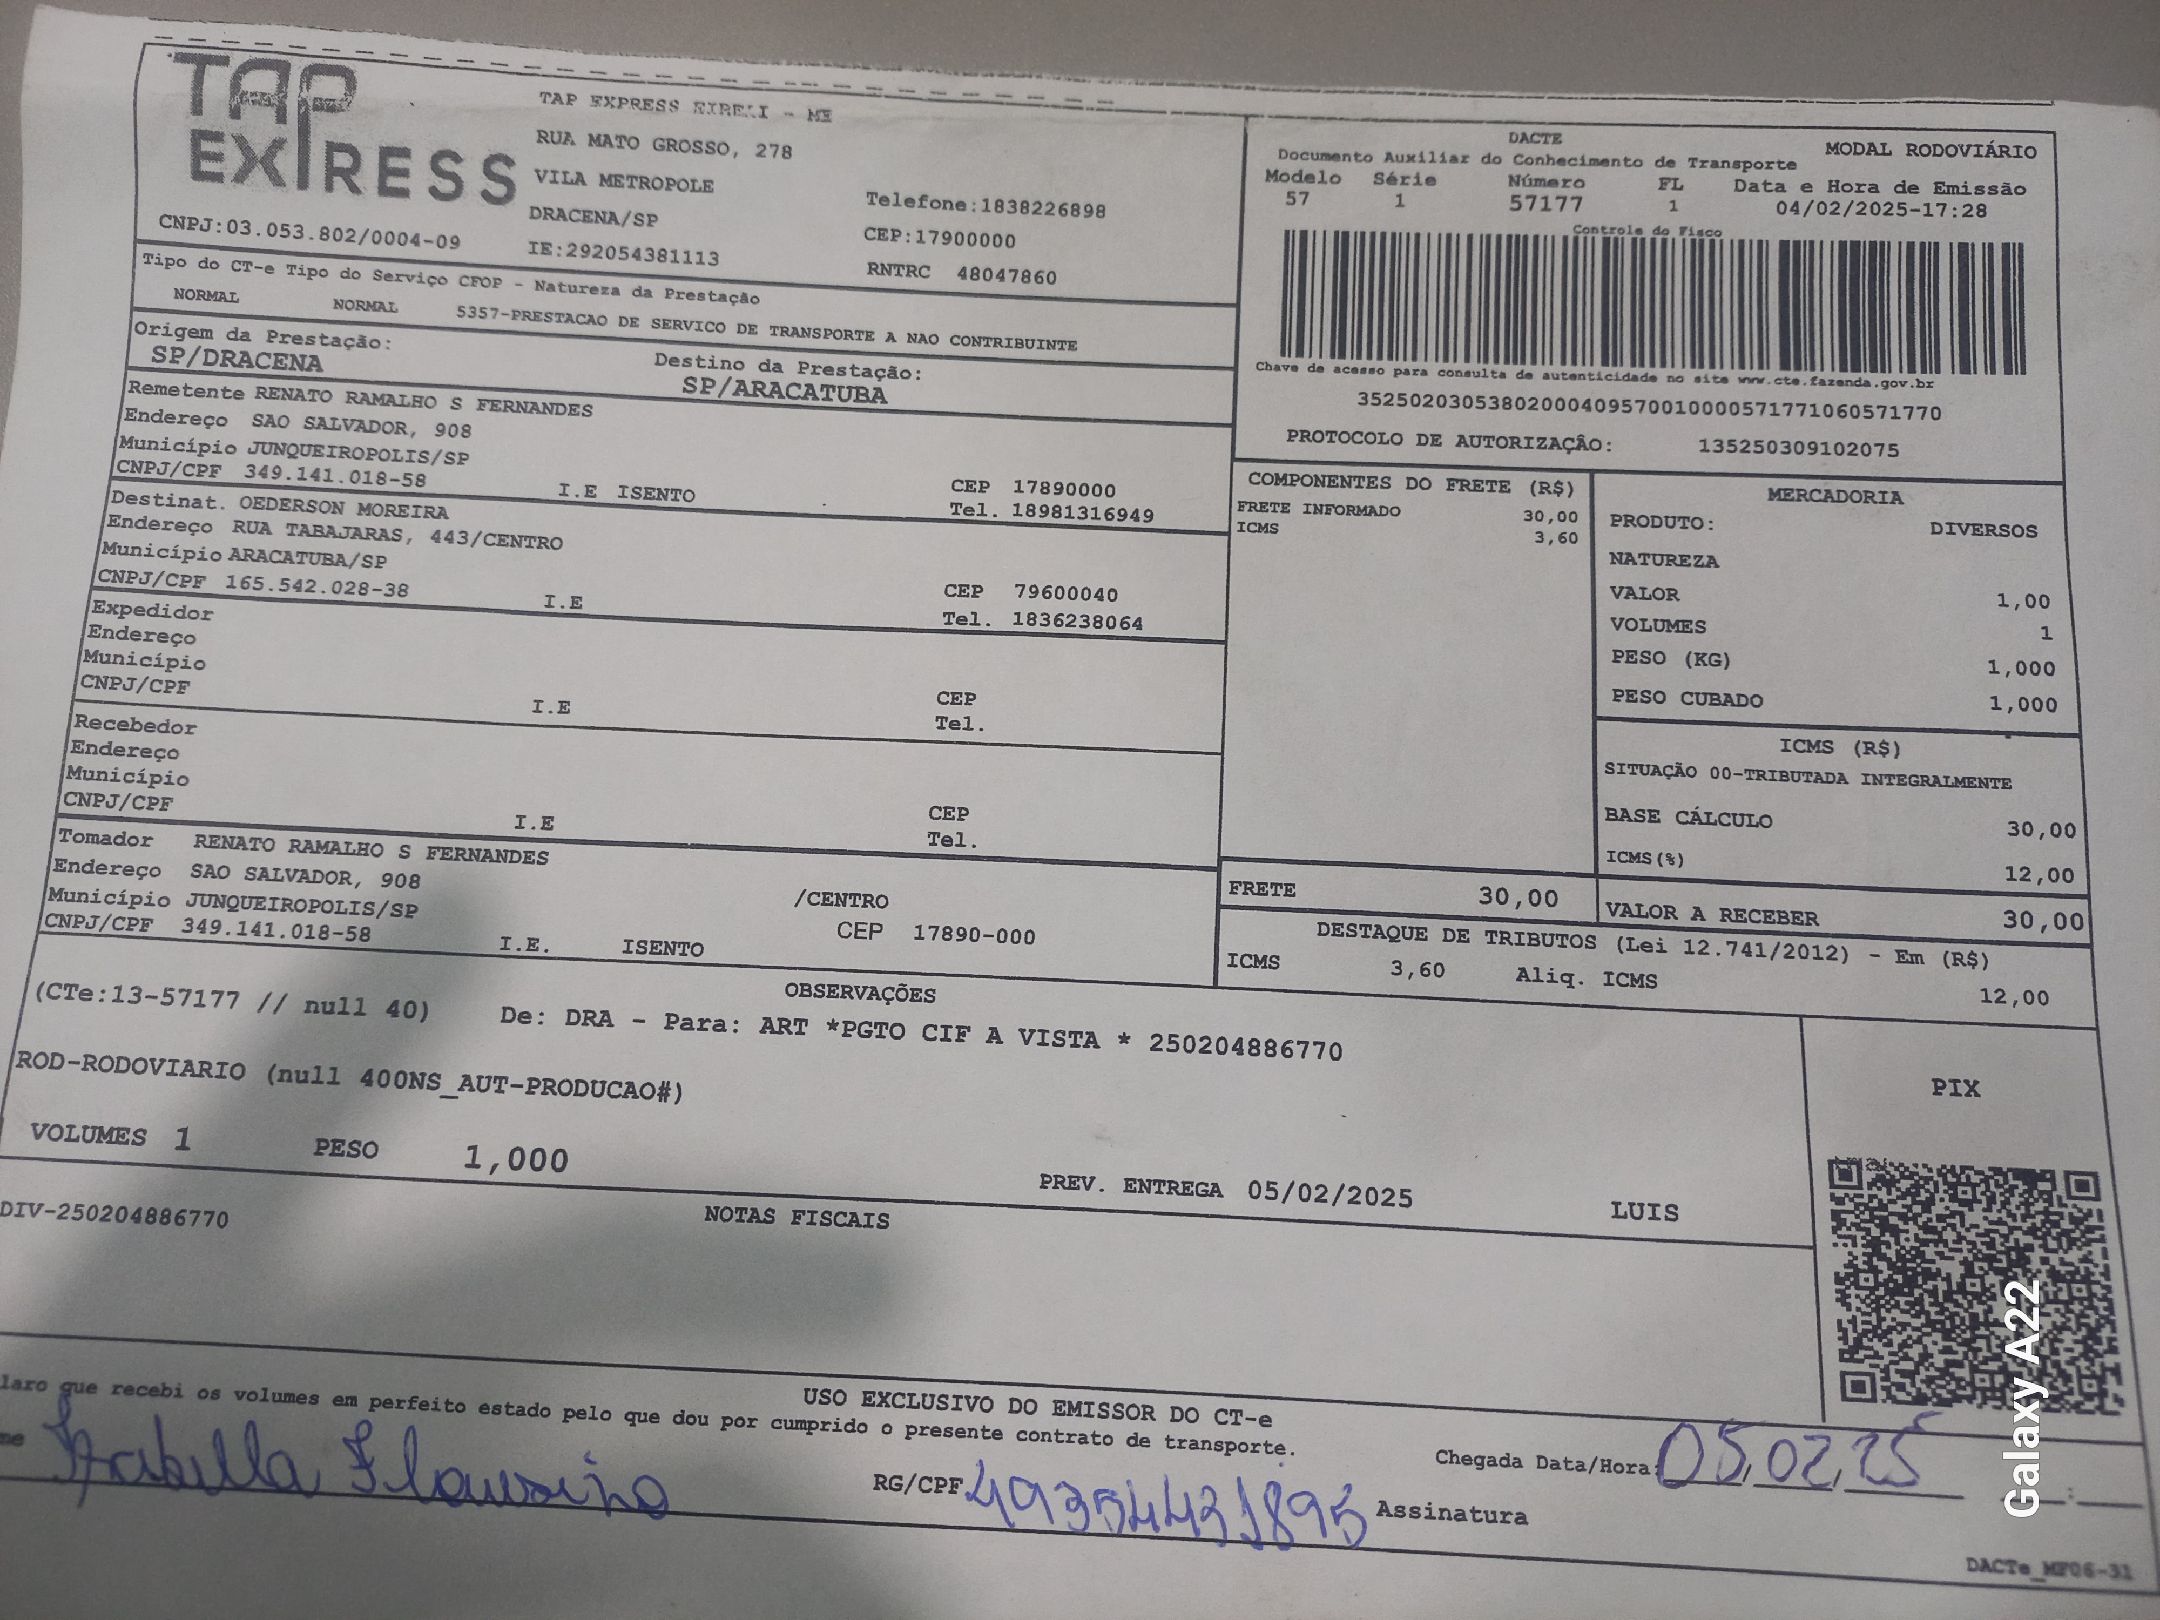 TAP
EXPRESS
TAP EXPRESS EIRELI - ME
RUA MATO GROSSO, 278
VILA METROPOLE
DRACENA/SP
IE:292054381113
CNPJ:03.053.802/0004-09
Telefone:1838226898
CEP:17900000
RNTRC 48047860
DACTE
MODAL RODOVIÁRIO
Documento Auxiliar do Conhecimento de Transporte
Modelo Série Número FL Data e Hora de Emissão
57 1 57177 1 04/02/2025-17:28
Controle do Fisco
Chave de acesso para consulta de autenticidade no site www.cte.fazenda.gov.br
35250203053802000409570010000571771060571770
PROTOCOLO DE AUTORIZAÇÂO: 135250309102075
Tipo do CT-e Tipo do Serviço CFOP - Natureza da Prestação
NORMAL NORMAL 5357-PRESTACAO DE SERVICO DE TRANSPORTE A NAO CONTRIBUINTE
Origem da Prestação: Destino da Prestação:
SP/DRACENA SP/ARACATUBA
Remetente RENATO RAMALHO S FERNANDES
Endereço SAO SALVADOR, 908
Município JUNQUEIROPOLIS/SP CEP 17890000
CNPJ/CPF 349.141.018-58 I.E ISENTO Tel. 18981316949
Destinat. OEDERSON MOREIRA
Endereço RUA TABAJARAS, 443/CENTRO
Município ARACATUBA/SP CEP 79600040
CNPJ/CPF 165.542.028-38 I.E Tel. 1836238064
Expedidor
Endereço
Município CEP
CNPJ/CPF I.E Tel.
Recebedor
Endereço
Município CEP
CNPJ/CPF I.E Tel.
Tomador RENATO RAMALHO S FERNANDES
Endereço SAO SALVADOR, 908 /CENTRO
Município JUNQUEIROPOLIS/SP CEP 17890-000
CNPJ/CPF 349.141.018-58 I.E. ISENTO
COMPONENTES DO FRETE (R$)
FRETE INFORMADO 30,00
ICMS 3,60
FRETE 30,00
MERCADORIA
PRODUTO: DIVERSOS
NATUREZA
VALOR 1,00
VOLUMES 1
PESO (KG) 1,000
PESO CUBADO 1,000
ICMS (R$)
SITUAÇÃO 00-TRIBUTADA INTEGRALMENTE
BASE CÁLCULO 30,00
ICMS(%) 12,00
VALOR A RECEBER 30,00
DESTAQUE DE TRIBUTOS (Lei 12.741/2012) - Em (R$)
ICMS 3,60 Aliq. ICMS 12,00
OBSERVAÇÕES
(CTe:13-57177 // null 40) De: DRA - Para: ART *PGTO CIF A VISTA * 250204886770
ROD-RODOVIARIO (null 400NS_AUT-PRODUCAO#)
VOLUMES 1 PESO 1,000 PREV. ENTREGA 05/02/2025 LUIS
PIX
DIV-250204886770 NOTAS FISCAIS
USO EXCLUSIVO DO EMISSOR DO CT-e
laro que recebi os volumes em perfeito estado pelo que dou por cumprido o presente contrato de transporte.
me RG/CPF 49354431895 Assinatura
Chegada Data/Hora: 05/02/25
DACTe_MF06-31
Galaxy A22